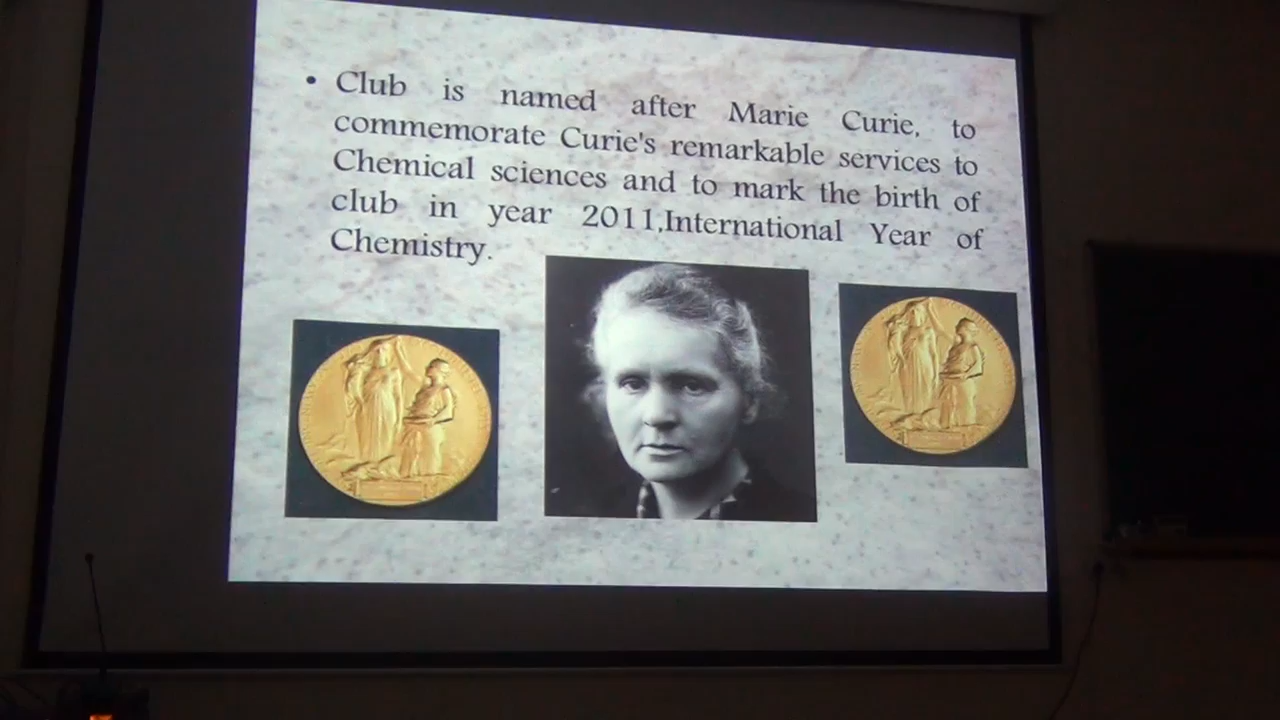 • Club is named after Marie Curie, to
commemorate Curie's remarkable services to
Chemical sciences and to mark the birth of
club in year 2011,International Year of
Chemistry.